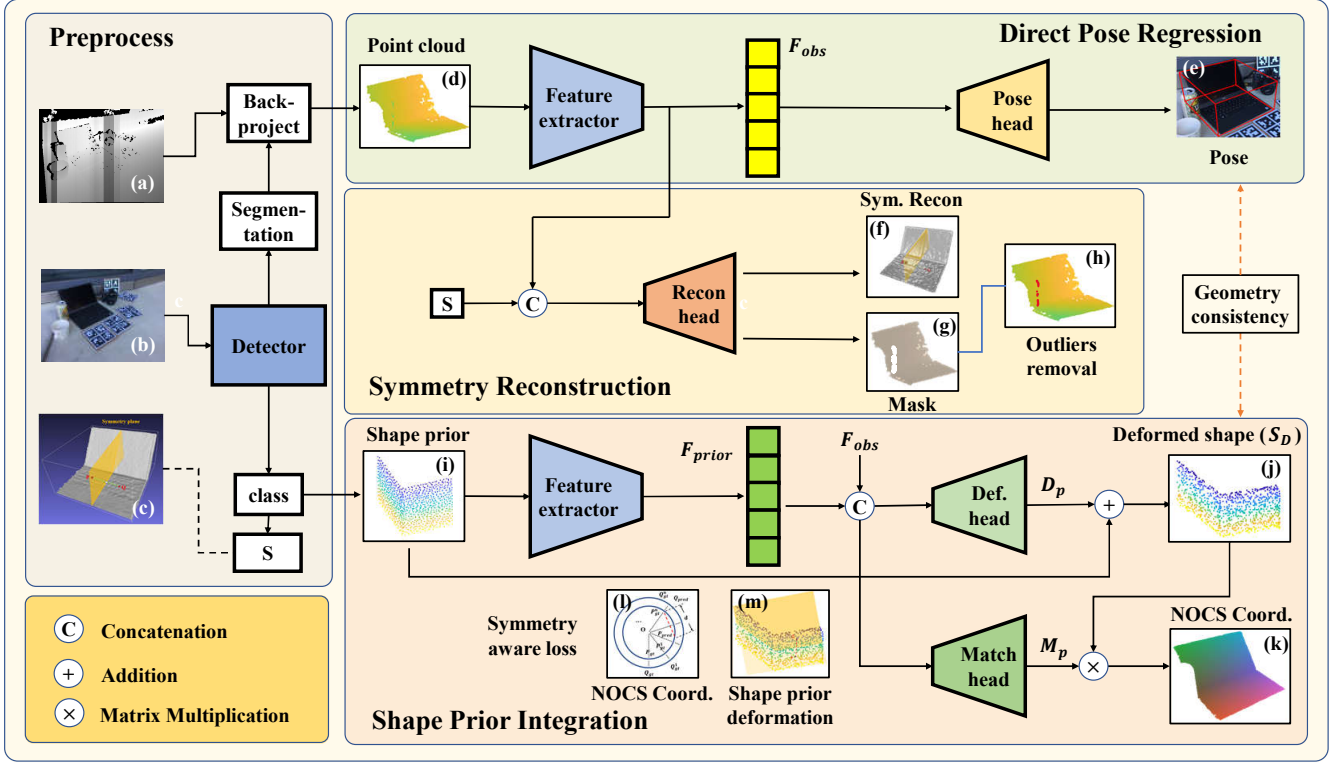 Preprocess
(a)
Back-
project
Segmen-
tation
(b)
c
Detector
Symmetry plane
(c)
class
S
C
Concatenation
+
Addition
×
Matrix Multiplication
Direct Pose Regression
Point cloud
(d)
Feature
extractor
F_obs
Pose
head
(e)
Pose
Sym. Recon
(f)
S
C
Recon
head
c
(g)
Mask
(h)
Outliers
removal
Symmetry Reconstruction
Geometry
consistency
Shape prior
(i)
Feature
extractor
F_prior
F_obs
C
Def.
head
D_p
+
Deformed shape (S_D)
(j)
Symmetry
aware loss
(l)
NOCS Coord.
(m)
Shape prior
deformation
Match
head
M_p
×
NOCS Coord.
(k)
Shape Prior Integration